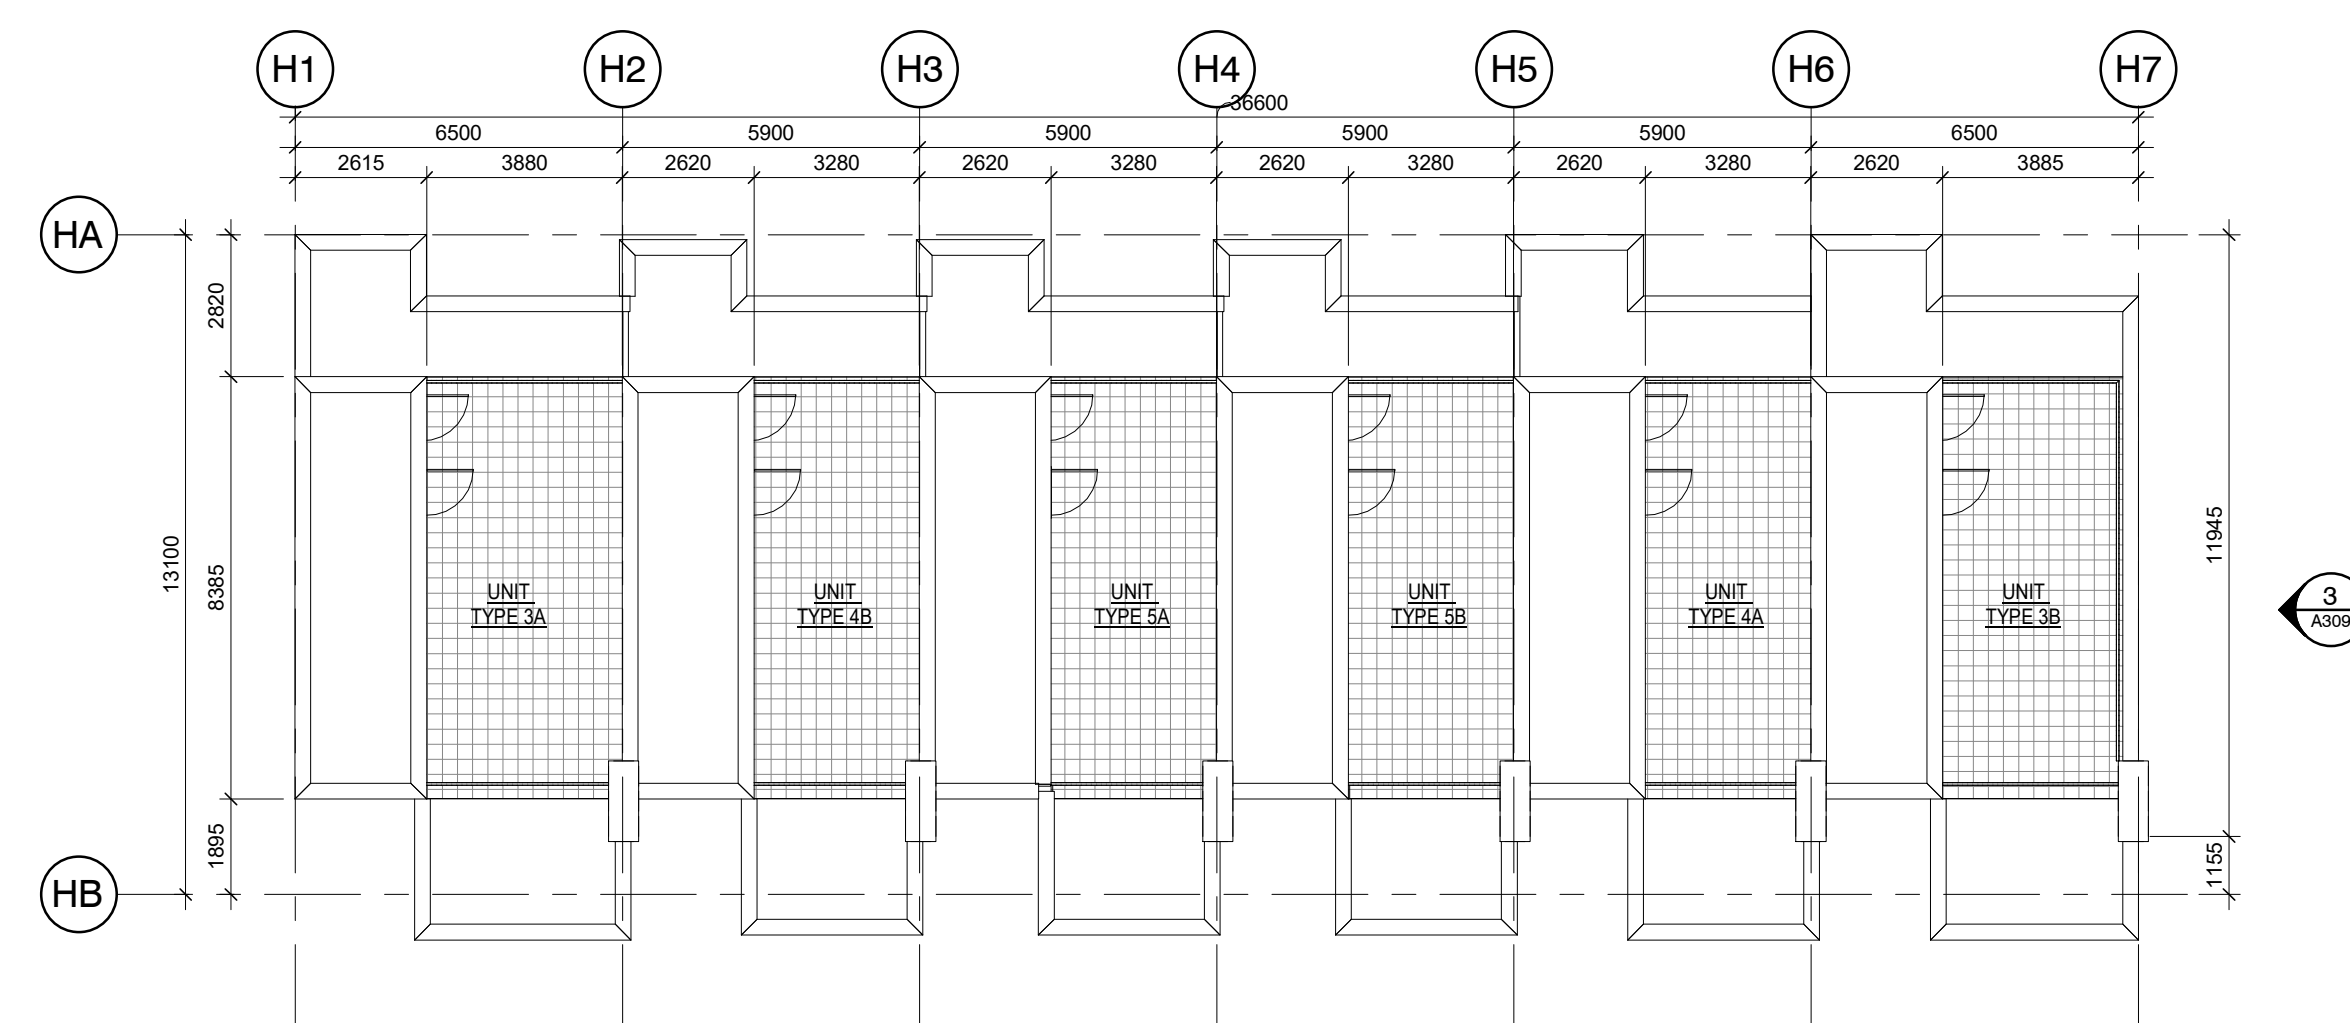 H1 H2 H3 H4 H5 H6 H7
36600
6500 5900 5900 5900 5900 6500
2615 3880 2620 3280 2620 3280 2620 3280 2620 3280 2620 3885
HA
2820
13100
8385
11945
UNIT
TYPE 3A
UNIT
TYPE 4B
UNIT
TYPE 5A
UNIT
TYPE 5B
UNIT
TYPE 4A
UNIT
TYPE 3B
3
A309
1895
1155
HB